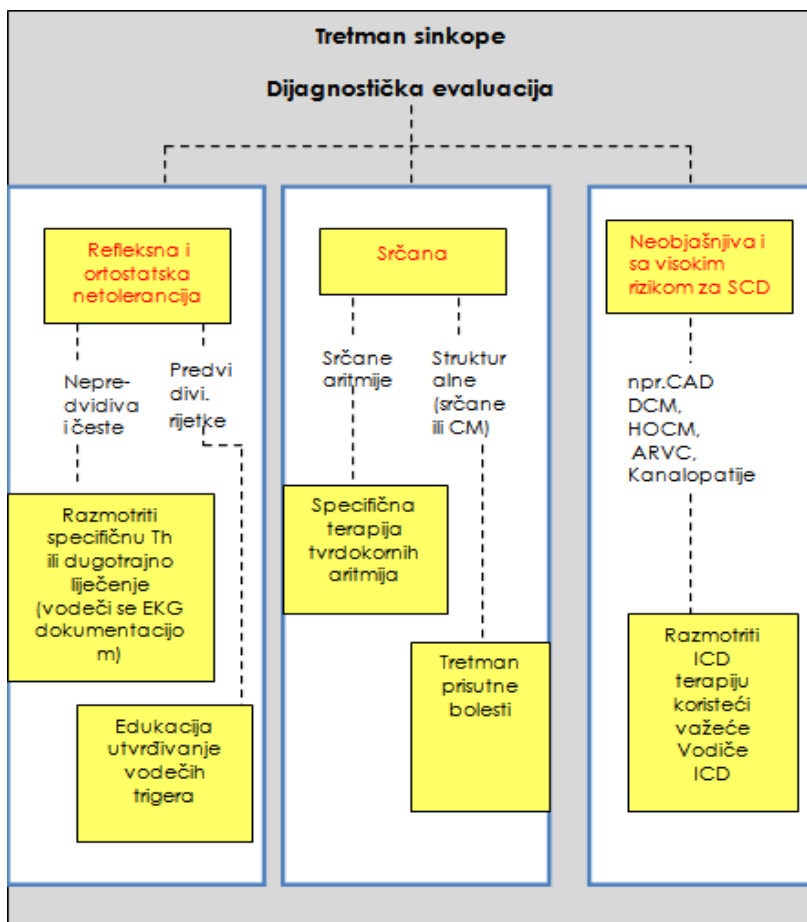 Tretman sinkope
Dijagnostička evaluacija
Refleksna i
ortostatska
netolerancija
Nepre-
dvidiva
i česte
Predvi
divi.
rijetke
Razmotriti
specifičnu Th
ili dugotrajno
liječenje
(vodeči se EKG
dokumentacijo
m)
Edukacija
utvrđivanje
vodečih
trigera
Srčana
Srčane
aritmije
Struktur
alne
(srčane
ili CM)
Specifična
terapija
tvrdokornih
aritmija
Tretman
prisutne
bolesti
Neobjašnjiva i
sa visokim
rizikom za SCD
npr.CAD
DCM,
HOCM,
ARVC,
Kanalopatije
Razmotriti
ICD
terapiju
koristeći
važeće
Vodiče
ICD